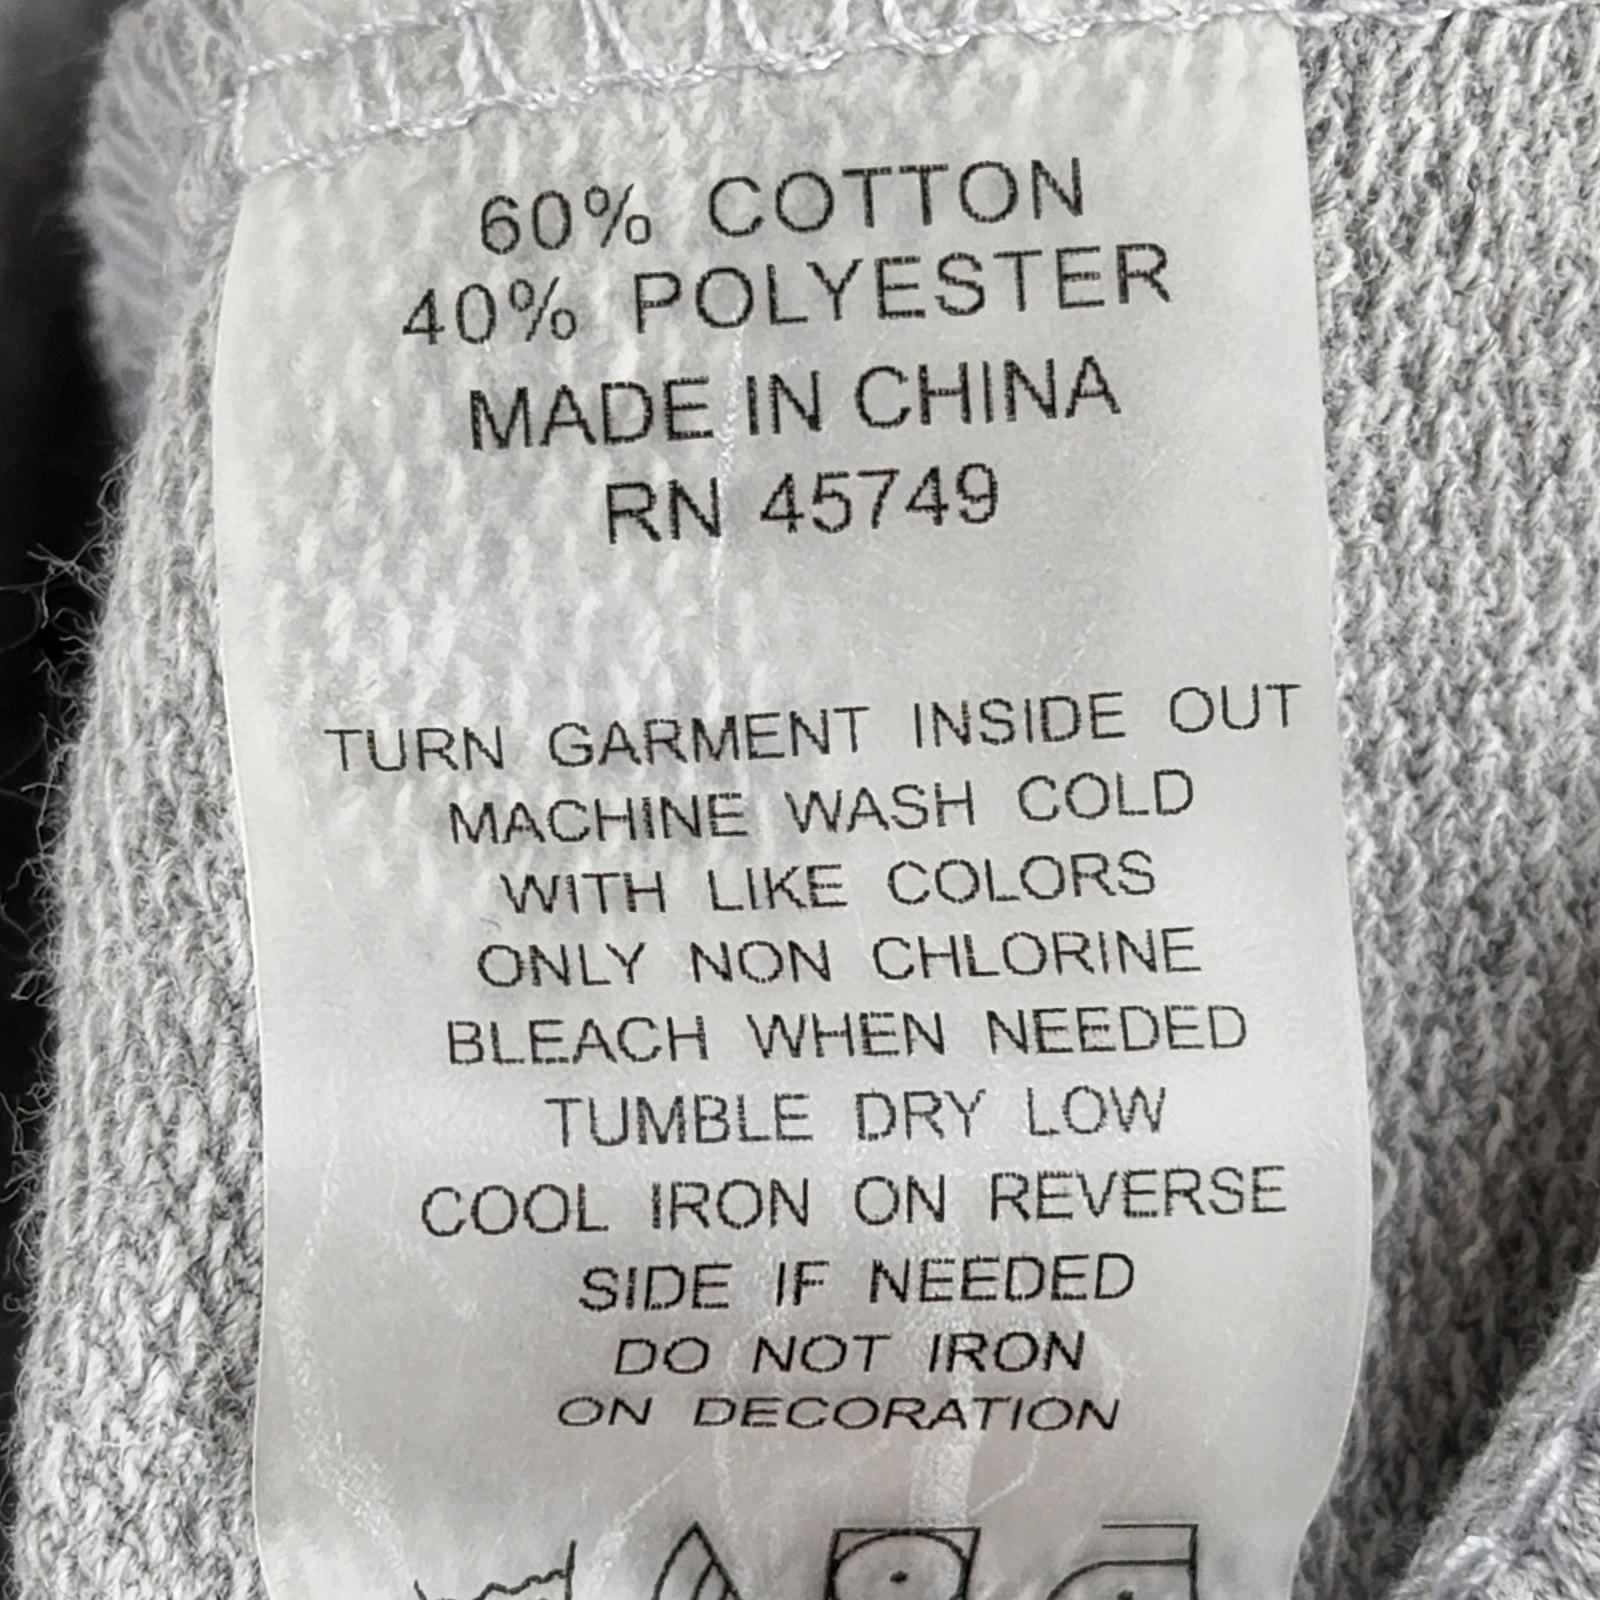 60% COTTON
40% POLYESTER
MADE IN CHINA
RN 45749
TURN GARMENT INSIDE OUT
MACHINE WASH COLD
WITH LIKE COLORS
ONLY NON CHLORINE
BLEACH WHEN NEEDED
TUMBLE DRY LOW
COOL IRON ON REVERSE
SIDE IF NEEDED
DO NOT IRON
ON DECORATION